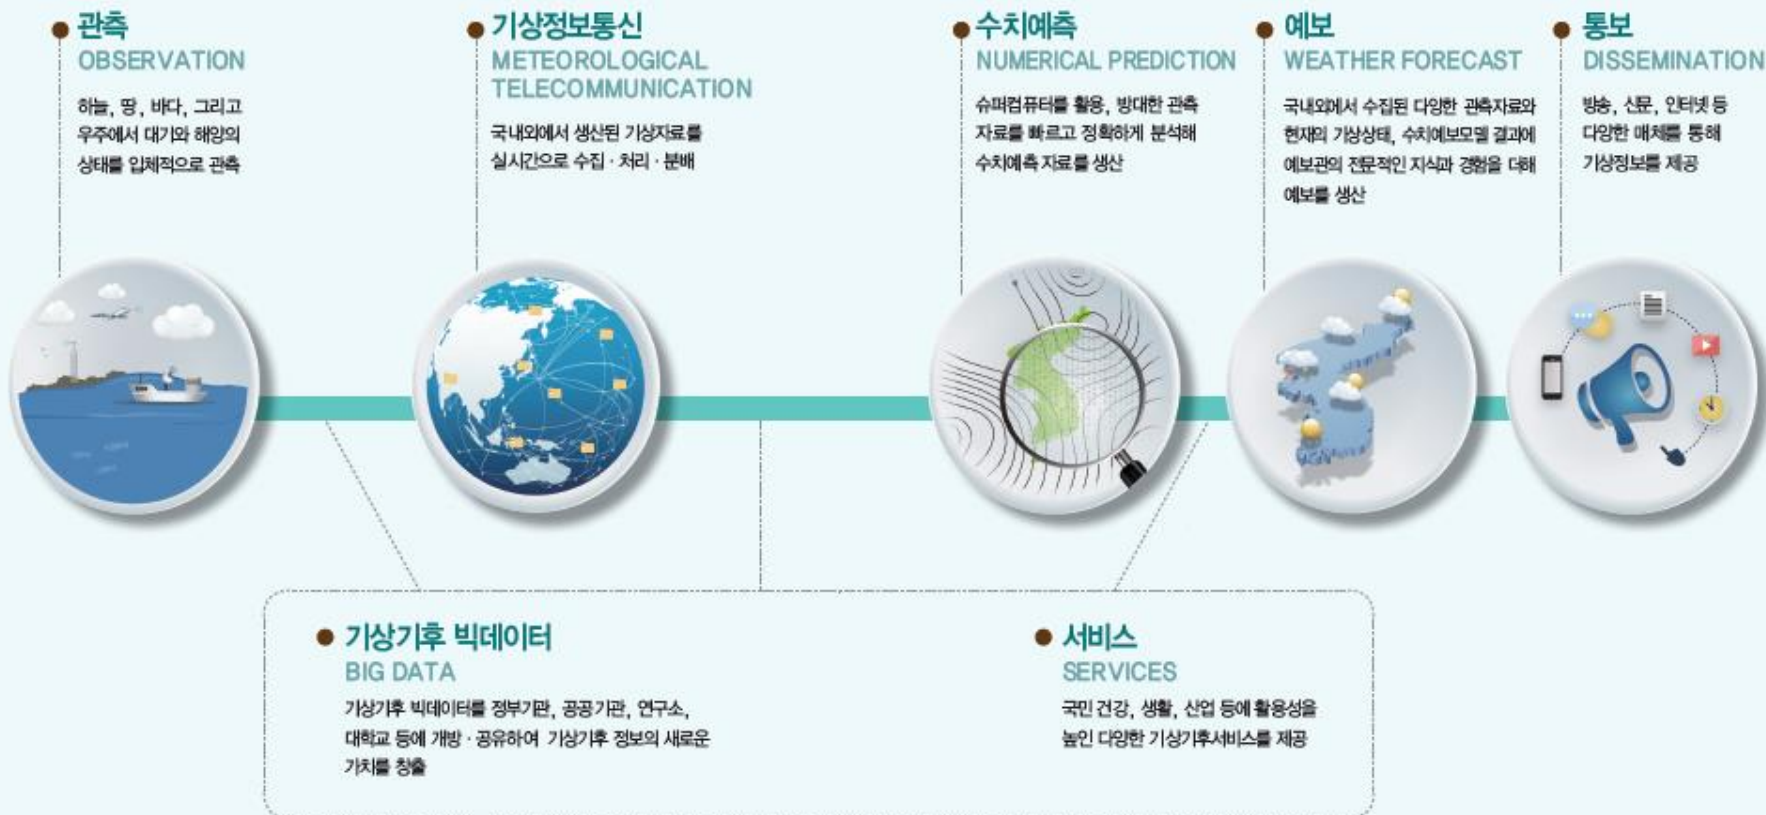 관측
OBSERVATION
하늘, 땅, 바다, 그리고
우주에서 대기와 해양의
상태를 입체적으로 관측
기상정보통신
METEOROLOGICAL
TELECOMMUNICATION
국내외에서 생산된 기상자료를
실시간으로 수집 · 처리 · 분배
수치예측
NUMERICAL PREDICTION
슈퍼컴퓨터를 활용, 방대한 관측
자료를 빠르고 정확하게 분석해
수치예측 자료를 생산
예보
WEATHER FORECAST
국내외에서 수집된 다양한 관측자료와
현재의 기상상태, 수치예보모델 결과에
예보관의 전문적인 지식과 경험을 더해
예보를 생산
통보
DISSEMINATION
방송, 신문, 인터넷 등
다양한 매체를 통해
기상정보를 제공
기상기후 빅데이터
BIG DATA
기상기후 빅데이터를 정부기관, 공공기관, 연구소,
대학교 등에 개방 · 공유하여 기상기후 정보의 새로운
가치를 창출
서비스
SERVICES
국민 건강, 생활, 산업 등에 활용성을
높인 다양한 기상기후서비스를 제공